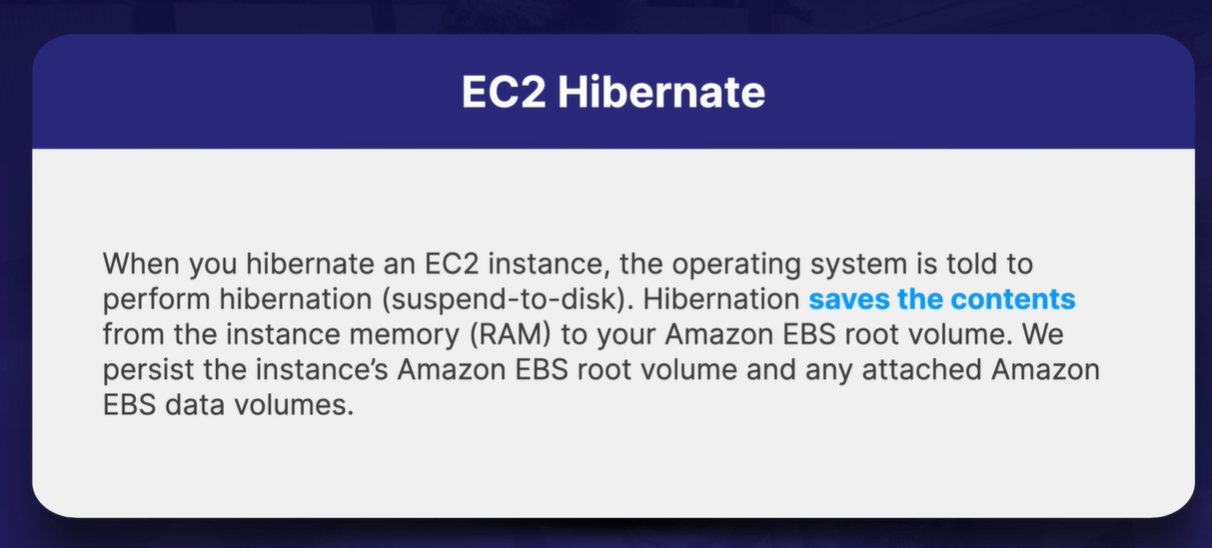 EC2 Hibernate
When you hibernate an EC2 instance, the operating system is told to
perform hibernation (suspend-to-disk). Hibernation saves the contents
from the instance memory (RAM) to your Amazon EBS root volume. We
persist the instance’s Amazon EBS root volume and any attached Amazon
EBS data volumes.